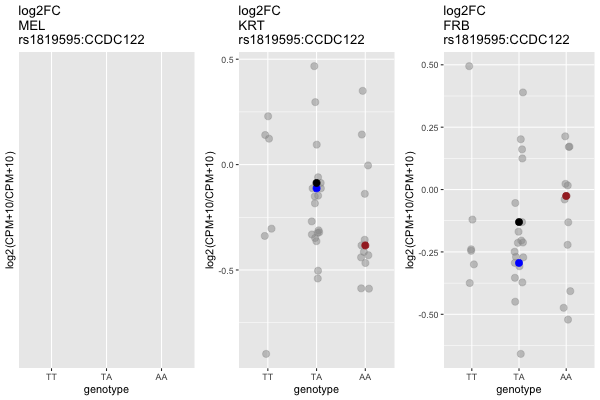 log2FC
MEL
rs1819595:CCDC122
log2(CPM+10/CPM+10)
TT TA AA
genotype
log2FC
KRT
rs1819595:CCDC122
log2(CPM+10/CPM+10)
0.5
0.0
-0.5
TT TA AA
genotype
log2FC
FRB
rs1819595:CCDC122
log2(CPM+10/CPM+10)
0.50
0.25
0.00
-0.25
-0.50
TT TA AA
genotype